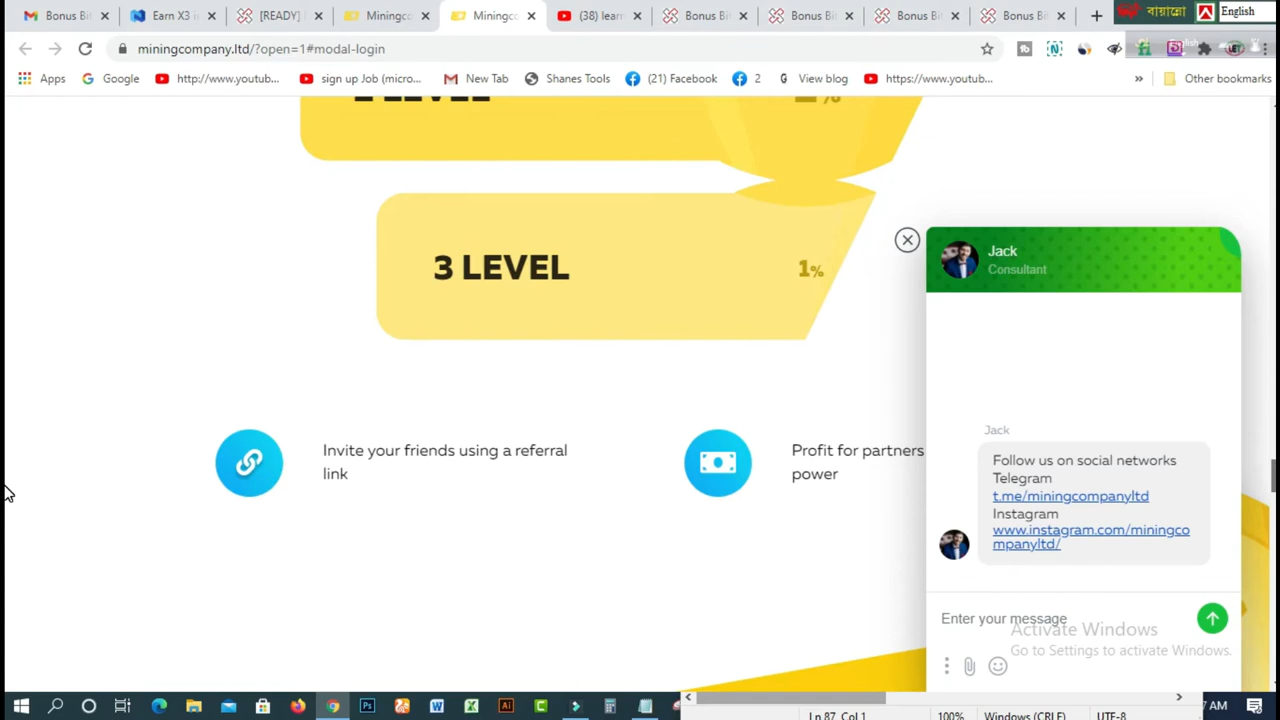 Bonus Bi
Earn X3 i
[READY]
Miningco
Miningco
(38) lear
Bonus Bi
Bonus Bi
Bonus Bi
Bonus Bi
বায়ান্নো
English
miningcompany.ltd/?open=1#modal-login
Apps
Google
http://www.youtub...
sign up Job (micro...
New Tab
Shanes Tools
(21) Facebook
2
View blog
https://www.youtub...
»
Other bookmarks
3 LEVEL
1%
Jack
Consultant
Invite your friends using a referral
link
Profit for partners
power
Jack
Follow us on social networks
Telegram
t.me/miningcompanyltd
Instagram
www.instagram.com/miningco
mpanyltd/
Enter your message
Activate Windows
Go to Settings to activate Windows.
7 AM
Ln 87, Col 1
100%
Windows (CRLF)
UTF-8